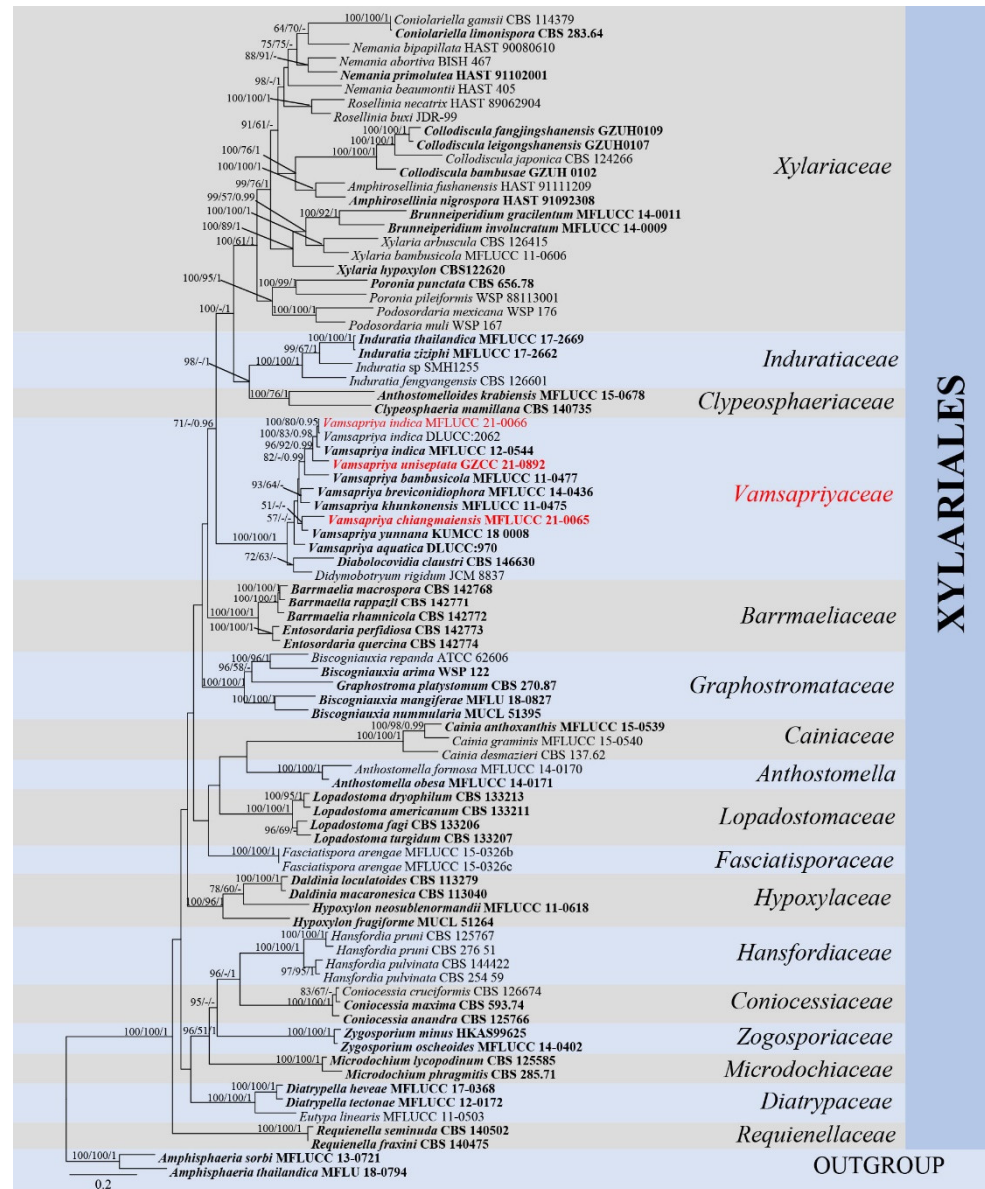 100/100/1 Coniolariella gamsii CBS 114379
64/70/- Coniolariella limonispora CBS 283.64
75/75/- Nemania bipapillata HAST 90080610
88/91/- Nemania abortiva BISH 467
Nemania primolutea HAST 91102001
98/-/1 Nemania beaumontii HAST 405
100/100/1 Rosellinia necatrix HAST 89062904
Rosellinia buxi JDR-99
91/61/-
100/100/1 Collodiscula fangjingshanensis GZUH0109
100/100/1 Collodiscula leigongshanensis GZUH0107
100/76/1 100/100/1 Collodiscula japonica CBS 124266
100/100/1 Collodiscula bambusae GZUH 0102
99/76/1 Amphirosellinia fushanensis HAST 91111209
99/57/0.99 Amphirosellinia nigrospora HAST 91092308
100/100/1 100/92/1 Brunneiperidium gracilentum MFLUCC 14-0011
100/89/1 Brunneiperidium involucratum MFLUCC 14-0009
100/61/1 Xylaria arbuscula CBS 126415
Xylaria bambusicola MFLUCC 11-0606
Xylaria hypoxylon CBS122620
100/95/1 100/99/1 Poronia punctata CBS 656.78
Poronia pileiformis WSP 88113001
100/100/1 Podosordaria mexicana WSP 176
100/-/1 Podosordaria muli WSP 167
Xylariaceae
100/100/1 Induratia thailandica MFLUCC 17-2669
99/67/1 Induratia ziziphi MFLUCC 17-2662
98/-/1 100/100/1 Induratia sp SMH1255
Induratia fengyangensis CBS 126601
Induratiaceae
100/76/1 Anthostomelloides krabiensis MFLUCC 15-0678
Clypeosphaeria mamillana CBS 140735
Clypeosphaeriaceae
71/-/0.96 100/80/0.95 Vamsapriya indica MFLUCC 21-0066
100/83/0.98 Vamsapriya indica DLUCC:2062
96/92/0.99 Vamsapriya indica MFLUCC 12-0544
82/-/0.99 Vamsapriya uniseptata GZCC 21-0892
Vamsapriya bambusicola MFLUCC 11-0477
93/64/- Vamsapriya breviconidiophora MFLUCC 14-0436
51/-/- Vamsapriya khunkonensis MFLUCC 11-0475
57/-/- Vamsapriya chiangmaiensis MFLUCC 21-0065
Vamsapriya yunnana KUMCC 18 0008
100/100/1 Vamsapriya aquatica DLUCC:970
72/63/- Diabolocovidia claustri CBS 146630
Didymobotryum rigidum JCM 8837
Vamsapriyaceae
100/100/1 Barrmaelia macrospora CBS 142768
100/100/1 Barrmaelia rappazii CBS 142771
100/100/1 Barrmaelia rhamnicola CBS 142772
100/100/1 Entosordaria perfidiosa CBS 142773
Entosordaria quercina CBS 142774
Barrmaeliaceae
100/96/1 Biscogniauxia repanda ATCC 62606
96/58/- Biscogniauxia arima WSP 122
100/100/1 Graphostroma platystomum CBS 270.87
100/100/1 Biscogniauxia mangiferae MFLU 18-0827
Biscogniauxia nummularia MUCL 51395
Graphostromataceae
100/98/0.99 Cainia anthoxanthis MFLUCC 15-0539
100/100/1 Cainia graminis MFLUCC 15-0540
Cainia desmazieri CBS 137.62
Cainiaceae
100/100/1 Anthostomella formosa MFLUCC 14-0170
Anthostomella obesa MFLUCC 14-0171
Anthostomella
100/95/1 Lopadostoma dryophilum CBS 133213
100/100/1 Lopadostoma americanum CBS 133211
96/69/- Lopadostoma fagi CBS 133206
Lopadostoma turgidum CBS 133207
Lopadostomaceae
100/100/1 Fasciatispora arengae MFLUCC 15-0326b
Fasciatispora arengae MFLUCC 15-0326c
Fasciatisporaceae
100/100/1 Daldinia loculatoides CBS 113279
78/60/- Daldinia macaronesica CBS 113040
100/96/1 Hypoxylon neosublenormandii MFLUCC 11-0618
Hypoxylon fragiforme MUCL 51264
Hypoxylaceae
100/100/1 Hansfordia pruni CBS 125767
100/100/1 Hansfordia pruni CBS 276 51
96/-/1 97/95/1 Hansfordia pulvinata CBS 144422
Hansfordia pulvinata CBS 254 59
Hansfordiaceae
83/67/- Coniocessia cruciformis CBS 126674
95/-/- 100/100/1 Coniocessia maxima CBS 593.74
Coniocessia anandra CBS 125766
Coniocessiaceae
100/100/1 96/51/1 100/100/1 Zygosporium minus HKAS99625
Zygosporium oscheoides MFLUCC 14-0402
Zogosporiaceae
100/100/1 Microdochium lycopodinum CBS 125585
Microdochium phragmitis CBS 285.71
Microdochiaceae
100/100/1 Diatrypella heveae MFLUCC 17-0368
100/100/1 Diatrypella tectonae MFLUCC 12-0172
Eutypa linearis MFLUCC 11-0503
Diatrypaceae
100/100/1 Requienella seminuda CBS 140502
Requienella fraxini CBS 140475
Requienellaceae
100/100/1 Amphisphaeria sorbi MFLUCC 13-0721
Amphisphaeria thailandica MFLU 18-0794
OUTGROUP
0.2
XYLARIALES